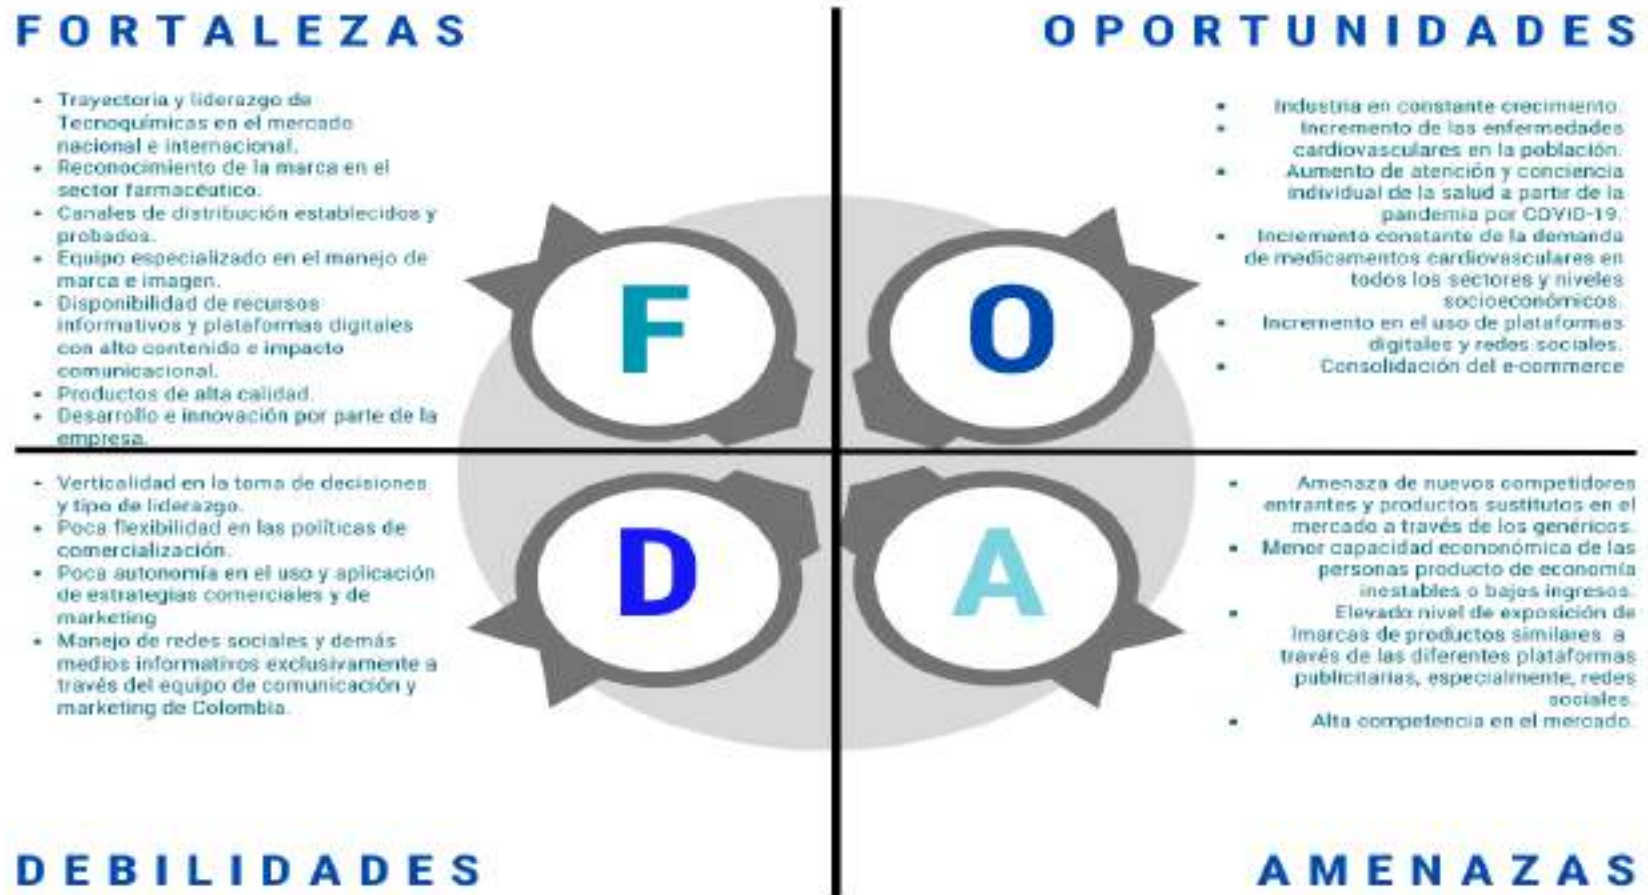 FORTALEZAS
• Trayectoria y liderazgo de
Tecnoquímicas en el mercado
nacional e internacional.
• Reconocimiento de la marca en el
sector farmacéutico.
• Canales de distribución establecidos y
probados.
• Equipo especializado en el manejo de
marca e imagen.
• Disponibilidad de recursos
informativos y plataformas digitales
con alto contenido e impacto
comunicacional.
• Productos de alta calidad.
• Desarrollo e innovación por parte de la
empresa.
OPORTUNIDADES
• Industria en constante crecimiento.
• Incremento de las enfermedades
cardiovasculares en la población.
• Aumento de atención y conciencia
individual de la salud a partir de la
pandemia por COVID-19.
• Incremento constante de la demanda
de medicamentos cardiovasculares en
todos los sectores y niveles
socioeconómicos.
• Incremento en el uso de plataformas
digitales y redes sociales.
• Consolidación del e-commerce
F
O
D
A
• Verticalidad en la toma de decisiones
y tipo de liderazgo.
• Poca flexibilidad en las políticas de
comercialización.
• Poca autonomía en el uso y aplicación
de estrategias comerciales y de
marketing
• Manejo de redes sociales y demás
medios informativos exclusivamente a
través del equipo de comunicación y
marketing de Colombia.
DEBILIDADES
• Amenaza de nuevos competidores
entrantes y productos sustitutos en el
mercado a través de los genéricos.
• Menor capacidad econonómica de las
personas producto de economía
inestables o bajos ingresos.
• Elevado nivel de exposición de
lmarcas de productos similares a
través de las diferentes plataformas
publicitarias, especialmente, redes
sociales.
• Alta competencia en el mercado.
AMENAZAS